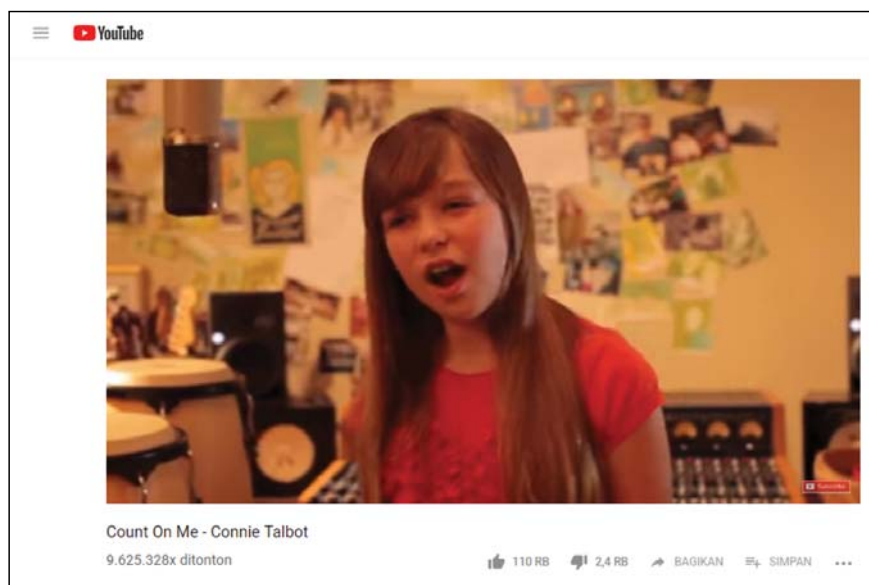 YouTube
Count On Me - Connie Talbot
9.625.328x ditonton
110 RB 2,4 RB BAGIKAN SIMPAN